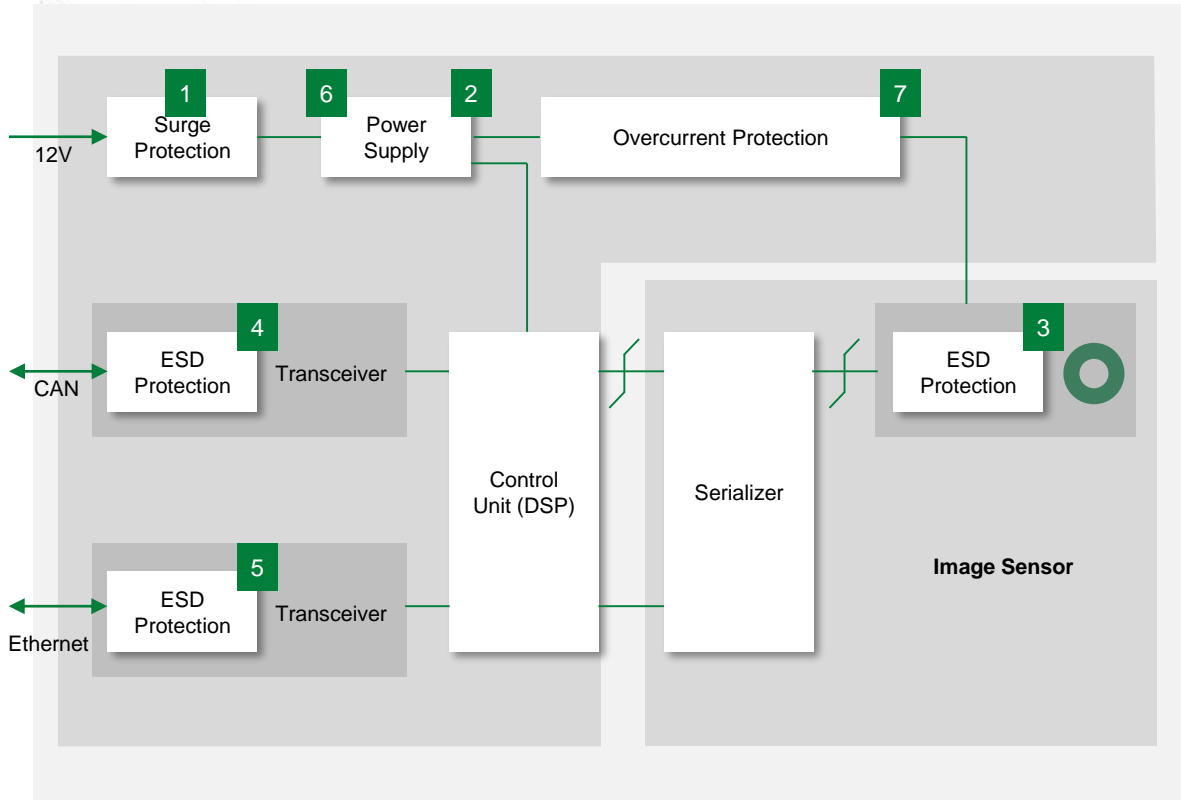 1
6
2
7
Surge
Protection
Power
Supply
Overcurrent Protection
12V
4
3
ESD
Protection
Transceiver
ESD
Protection
CAN
Control
Unit (DSP)
Serializer
5
Image Sensor
ESD
Protection
Transceiver
Ethernet